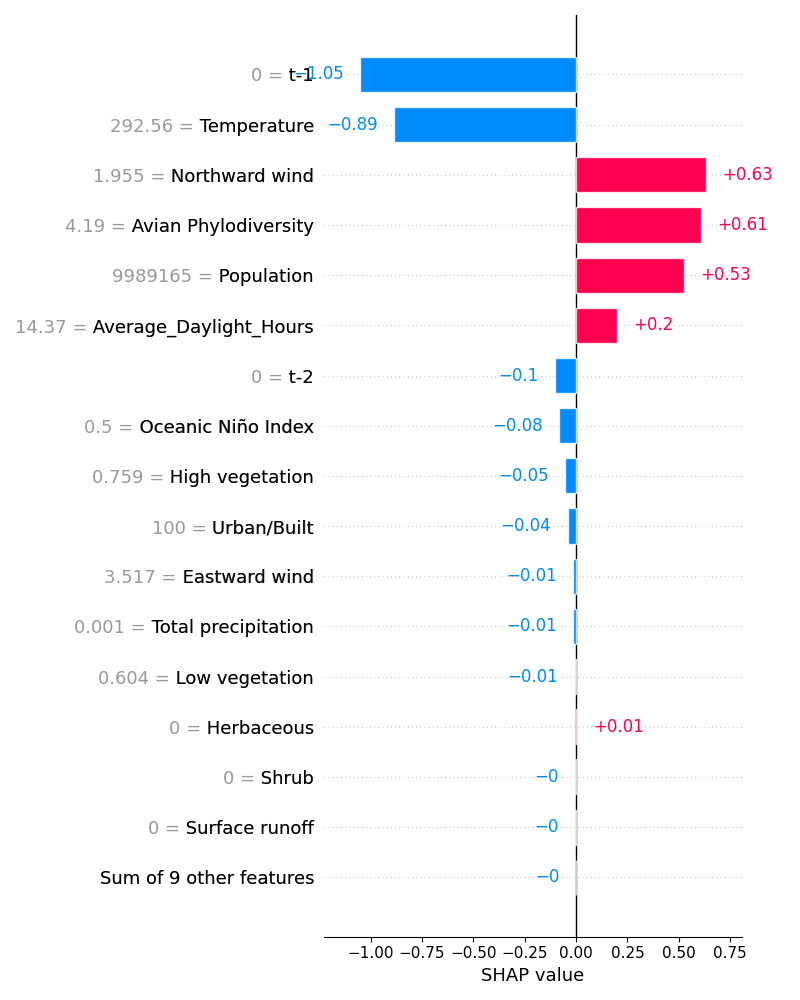 0 = t-1 −1.05
292.56 = Temperature −0.89
1.955 = Northward wind +0.63
4.19 = Avian Phylodiversity +0.61
9989165 = Population +0.53
14.37 = Average_Daylight_Hours +0.2
0 = t-2 −0.1
0.5 = Oceanic Niño Index −0.08
0.759 = High vegetation −0.05
100 = Urban/Built −0.04
3.517 = Eastward wind −0.01
0.001 = Total precipitation −0.01
0.604 = Low vegetation −0.01
0 = Herbaceous +0.01
0 = Shrub −0
0 = Surface runoff −0
Sum of 9 other features −0
−1.00 −0.75 −0.50 −0.25 0.00 0.25 0.50 0.75
SHAP value